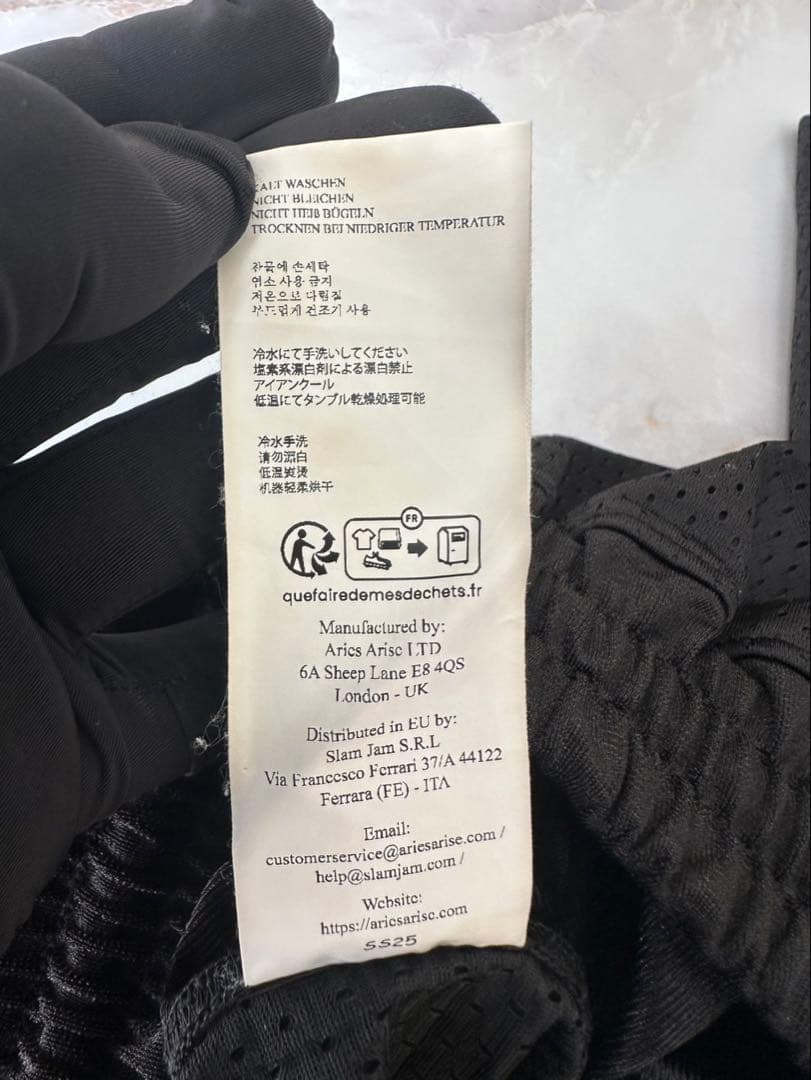 KALT WASCHEN
NICHT BLEICHEN
NICHT HEIß BÜGELN
TROCKNEN BEI NIEDRIGER TEMPERATUR
찬물에 손세탁
염소 사용 금지
저온으로 다림질
부드럽게 건조기 사용
冷水にて手洗いしてください
塩素系漂白剤による漂白禁止
アイアンクール
低温にてタンブル乾燥処理可能
冷水手洗
请勿漂白
低温熨烫
机器轻柔烘干
FR
quefairedemesdechets.fr
Manufactured by:
Aries Arise LTD
6A Sheep Lane E8 4QS
London - UK
Distributed in EU by:
Slam Jam S.R.L
Via Francesco Ferrari 37/A 44122
Ferrara (FE) - ITA
Email:
customerservice@ariesarise.com /
help@slamjam.com /
Website:
https://ariesarise.com
SS25